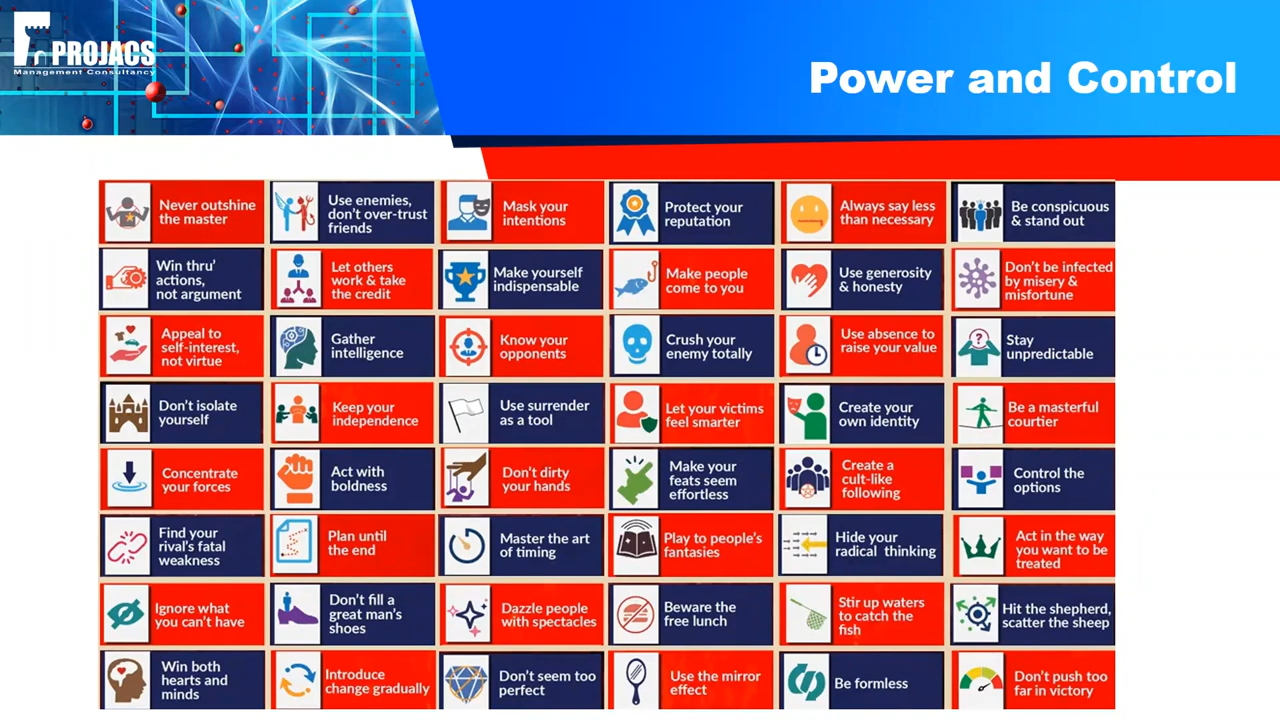 PROJACS
Management Consultancy
Power and Control
Never outshine
the master
Use enemies,
don't over-trust
friends
Mask your
intentions
Protect your
reputation
Always say less
than necessary
Be conspicuous
& stand out
Win thru'
actions,
not argument
Let others
work & take
the credit
Make yourself
indispensable
Make people
come to you
Use generosity
& honesty
Don't be infected
by misery &
misfortune
Appeal to
self-interest,
not virtue
Gather
intelligence
Know your
opponents
Crush your
enemy totally
Use absence to
raise your value
?
Stay
unpredictable
Don't isolate
yourself
Keep your
independence
Use surrender
as a tool
Let your victims
feel smarter
Create your
own identity
Be a masterful
courtier
Concentrate
your forces
Act with
boldness
Don't dirty
your hands
Make your
feats seem
effortless
Create a
cult-like
following
Control the
options
Find your
rival's fatal
weakness
Plan until
the end
Master the art
of timing
Play to people's
fantasies
Hide your
radical thinking
Act in the way
you want to be
treated
Ignore what
you can't have
Don't fill a
great man's
shoes
Dazzle people
with spectacles
Beware the
free lunch
Stir up waters
to catch the
fish
Hit the shepherd,
scatter the sheep
Win both
hearts and
minds
Introduce
change gradually
Don't seem too
perfect
Use the mirror
effect
Be formless
Don't push too
far in victory